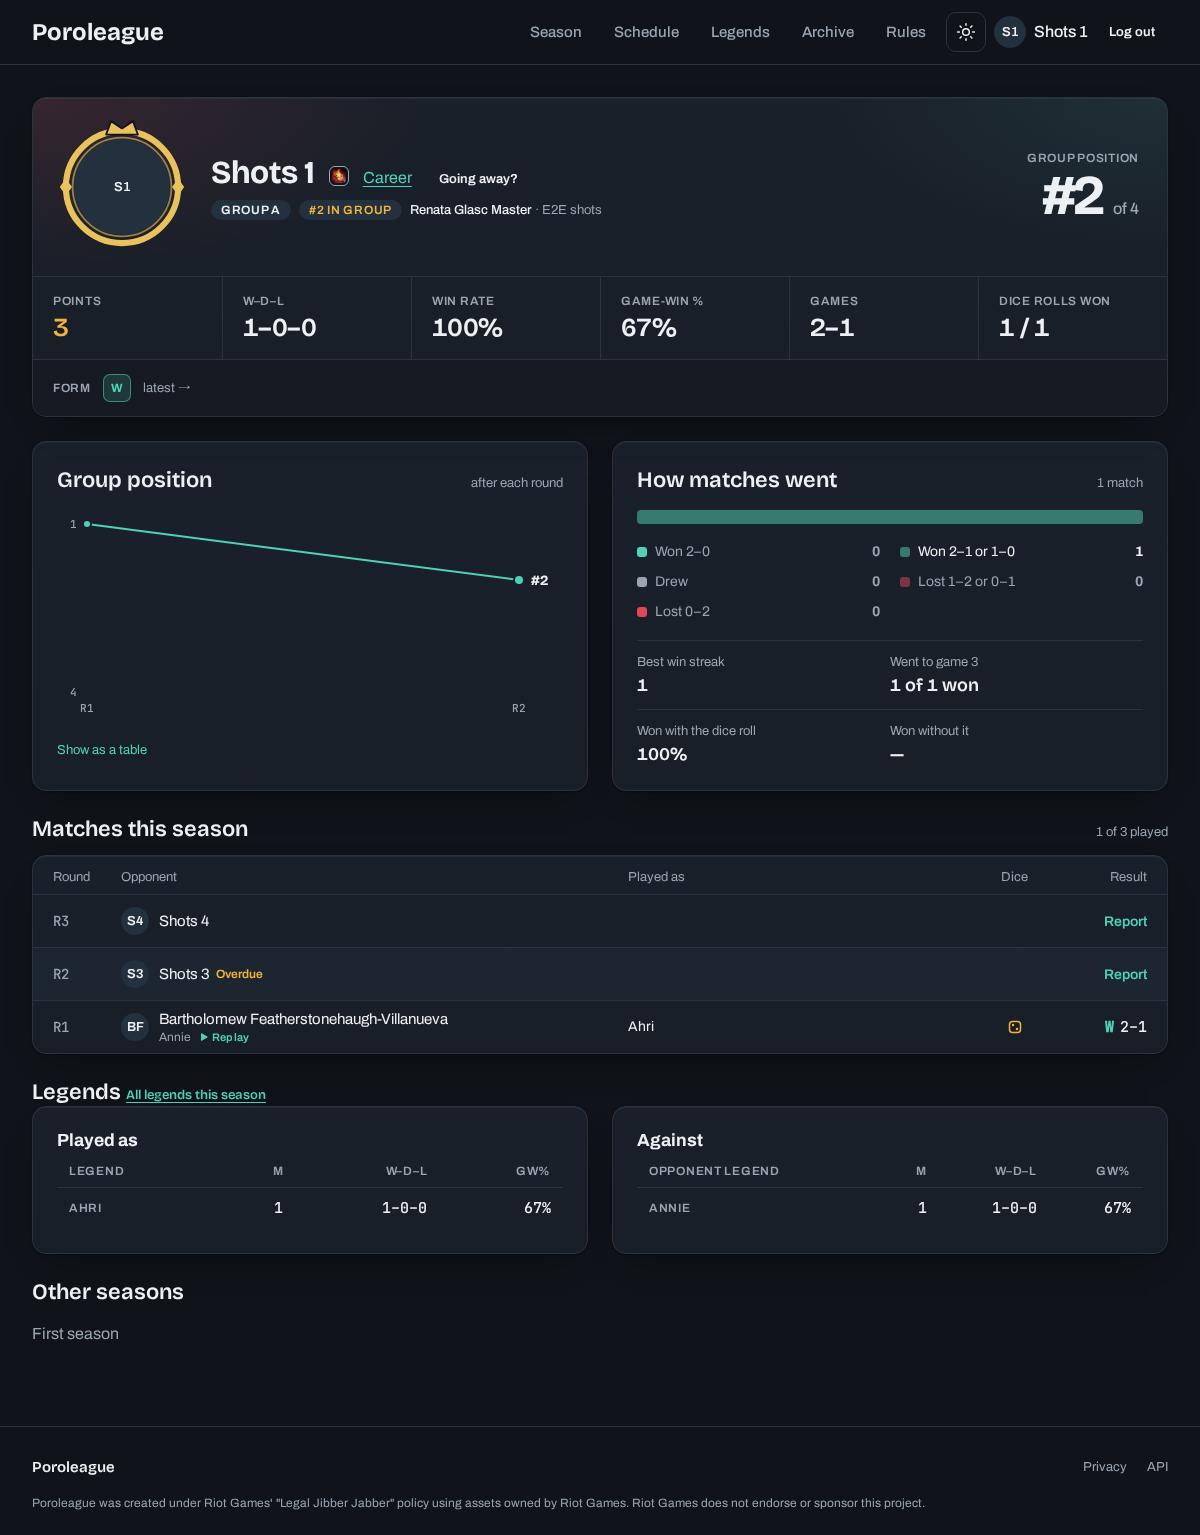 Poroleague
Season Schedule Legends Archive Rules S1 Shots 1 Log out
S1
Shots 1 Career Going away?
GROUP A #2 IN GROUP Renata Glasc Master · E2E shots
GROUP POSITION
#2 of 4
POINTS W–D–L WIN RATE GAME-WIN % GAMES DICE ROLLS WON
3 1–0–0 100% 67% 2–1 1 / 1
FORM W latest →
Group position after each round
1
#2
4
R1 R2
Show as a table
How matches went 1 match
Won 2–0 0 Won 2–1 or 1–0 1
Drew 0 Lost 1–2 or 0–1 0
Lost 0–2 0
Best win streak Went to game 3
1 1 of 1 won
Won with the dice roll Won without it
100% —
Matches this season 1 of 3 played
Round Opponent Played as Dice Result
R3 S4 Shots 4 Report
R2 S3 Shots 3 Overdue Report
R1 BF Bartholomew Featherstonehaugh-Villanueva Ahri W 2–1
Annie ▶ Replay
Legends All legends this season
Played as
LEGEND M W–D–L GW%
AHRI 1 1–0–0 67%
Against
OPPONENT LEGEND M W–D–L GW%
ANNIE 1 1–0–0 67%
Other seasons
First season
Poroleague Privacy API
Poroleague was created under Riot Games' "Legal Jibber Jabber" policy using assets owned by Riot Games. Riot Games does not endorse or sponsor this project.